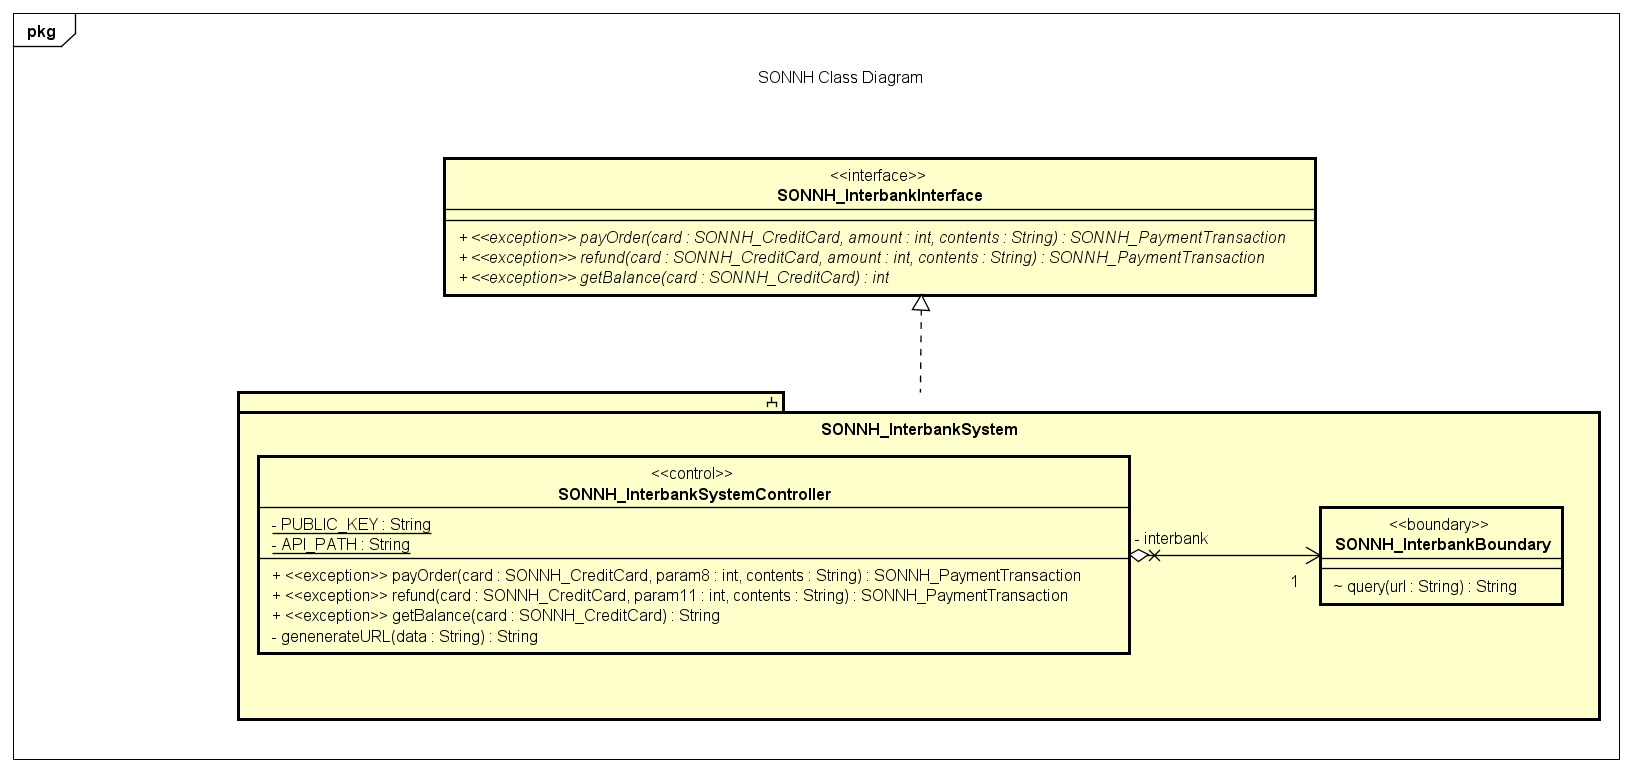 pkg
SONNH Class Diagram
<<interface>>
SONNH_InterbankInterface
+ <<exception>> payOrder(card : SONNH_CreditCard, amount : int, contents : String) : SONNH_PaymentTransaction
+ <<exception>> refund(card : SONNH_CreditCard, amount : int, contents : String) : SONNH_PaymentTransaction
+ <<exception>> getBalance(card : SONNH_CreditCard) : int
SONNH_InterbankSystem
<<control>>
SONNH_InterbankSystemController
- PUBLIC_KEY : String
- API_PATH : String
+ <<exception>> payOrder(card : SONNH_CreditCard, param8 : int, contents : String) : SONNH_PaymentTransaction
+ <<exception>> refund(card : SONNH_CreditCard, param11 : int, contents : String) : SONNH_PaymentTransaction
+ <<exception>> getBalance(card : SONNH_CreditCard) : String
- genenerateURL(data : String) : String
- interbank
1
<<boundary>>
SONNH_InterbankBoundary
~ query(url : String) : String